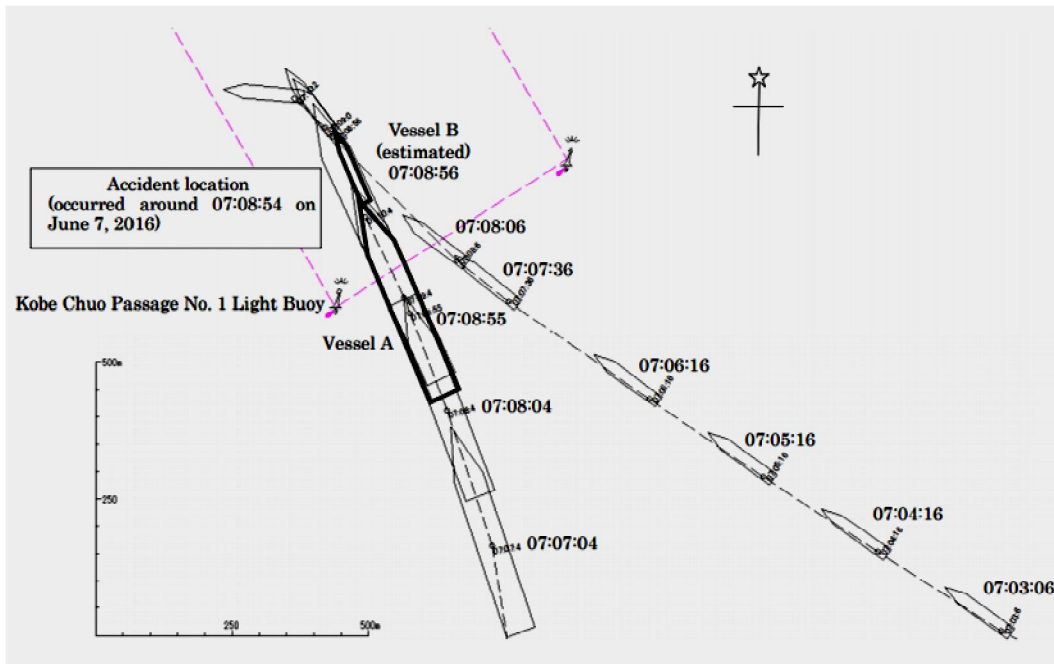 Vessel B
(estimated)
07:08:56
Accident location
(occurred around 07:08:54 on
June 7, 2016)
07:08:06
07:07:36
Kobe Chuo Passage No. 1 Light Buoy
07:08:55
Vessel A
500m
07:06:16
07:08:04
07:05:16
250
07:04:16
07:07:04
07:03:06
250
500m